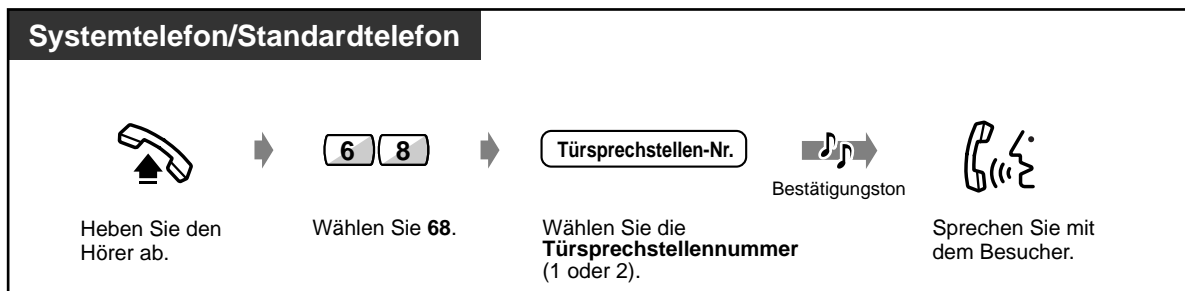 Systemtelefon/Standardtelefon
6 8
Türsprechstellen-Nr.
Bestätigungston
Heben Sie den
Hörer ab.
Wählen Sie 68.
Wählen Sie die
Türsprechstellennummer
(1 oder 2).
Sprechen Sie mit
dem Besucher.